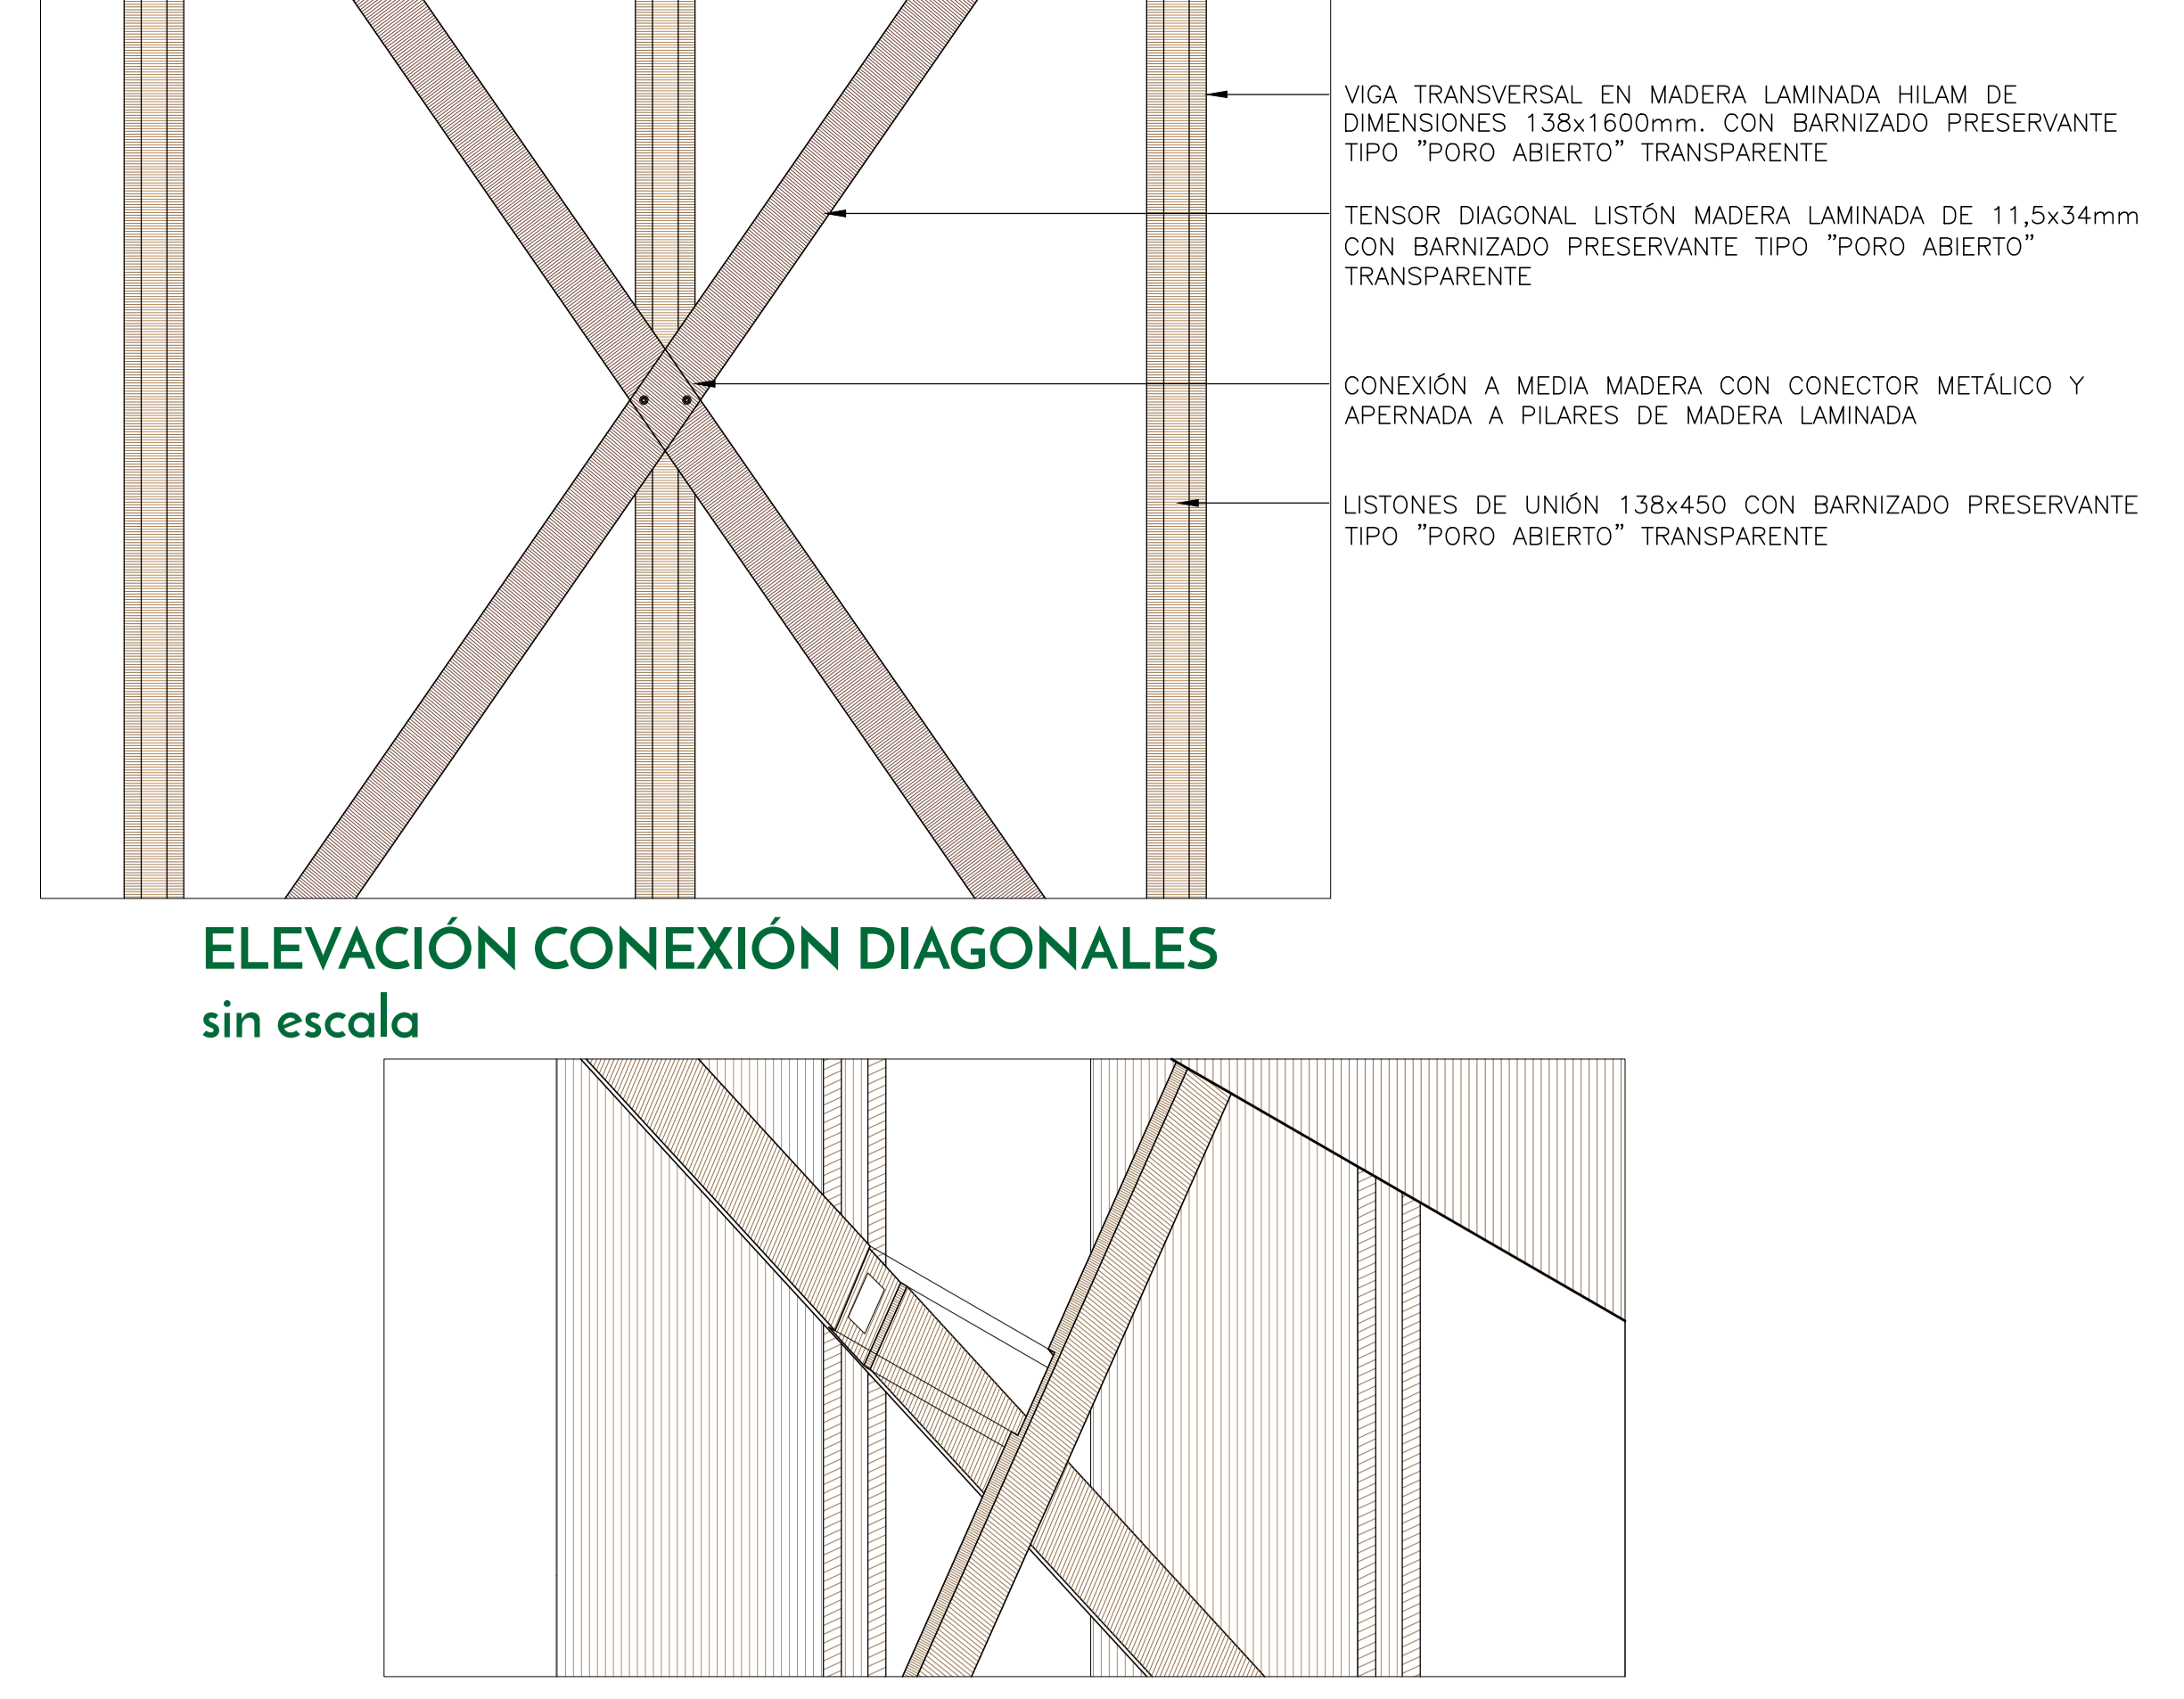 VIGA TRANSVERSAL EN MADERA LAMINADA HILAM DE
DIMENSIONES 138x1600mm. CON BARNIZADO PRESERVANTE
TIPO "PORO ABIERTO" TRANSPARENTE
TENSOR DIAGONAL LISTÓN MADERA LAMINADA DE 11,5x34mm
CON BARNIZADO PRESERVANTE TIPO "PORO ABIERTO"
TRANSPARENTE
CONEXIÓN A MEDIA MADERA CON CONECTOR METÁLICO Y
APERNADA A PILARES DE MADERA LAMINADA
LISTONES DE UNIÓN 138x450 CON BARNIZADO PRESERVANTE
TIPO "PORO ABIERTO" TRANSPARENTE
ELEVACIÓN CONEXIÓN DIAGONALES
sin escala